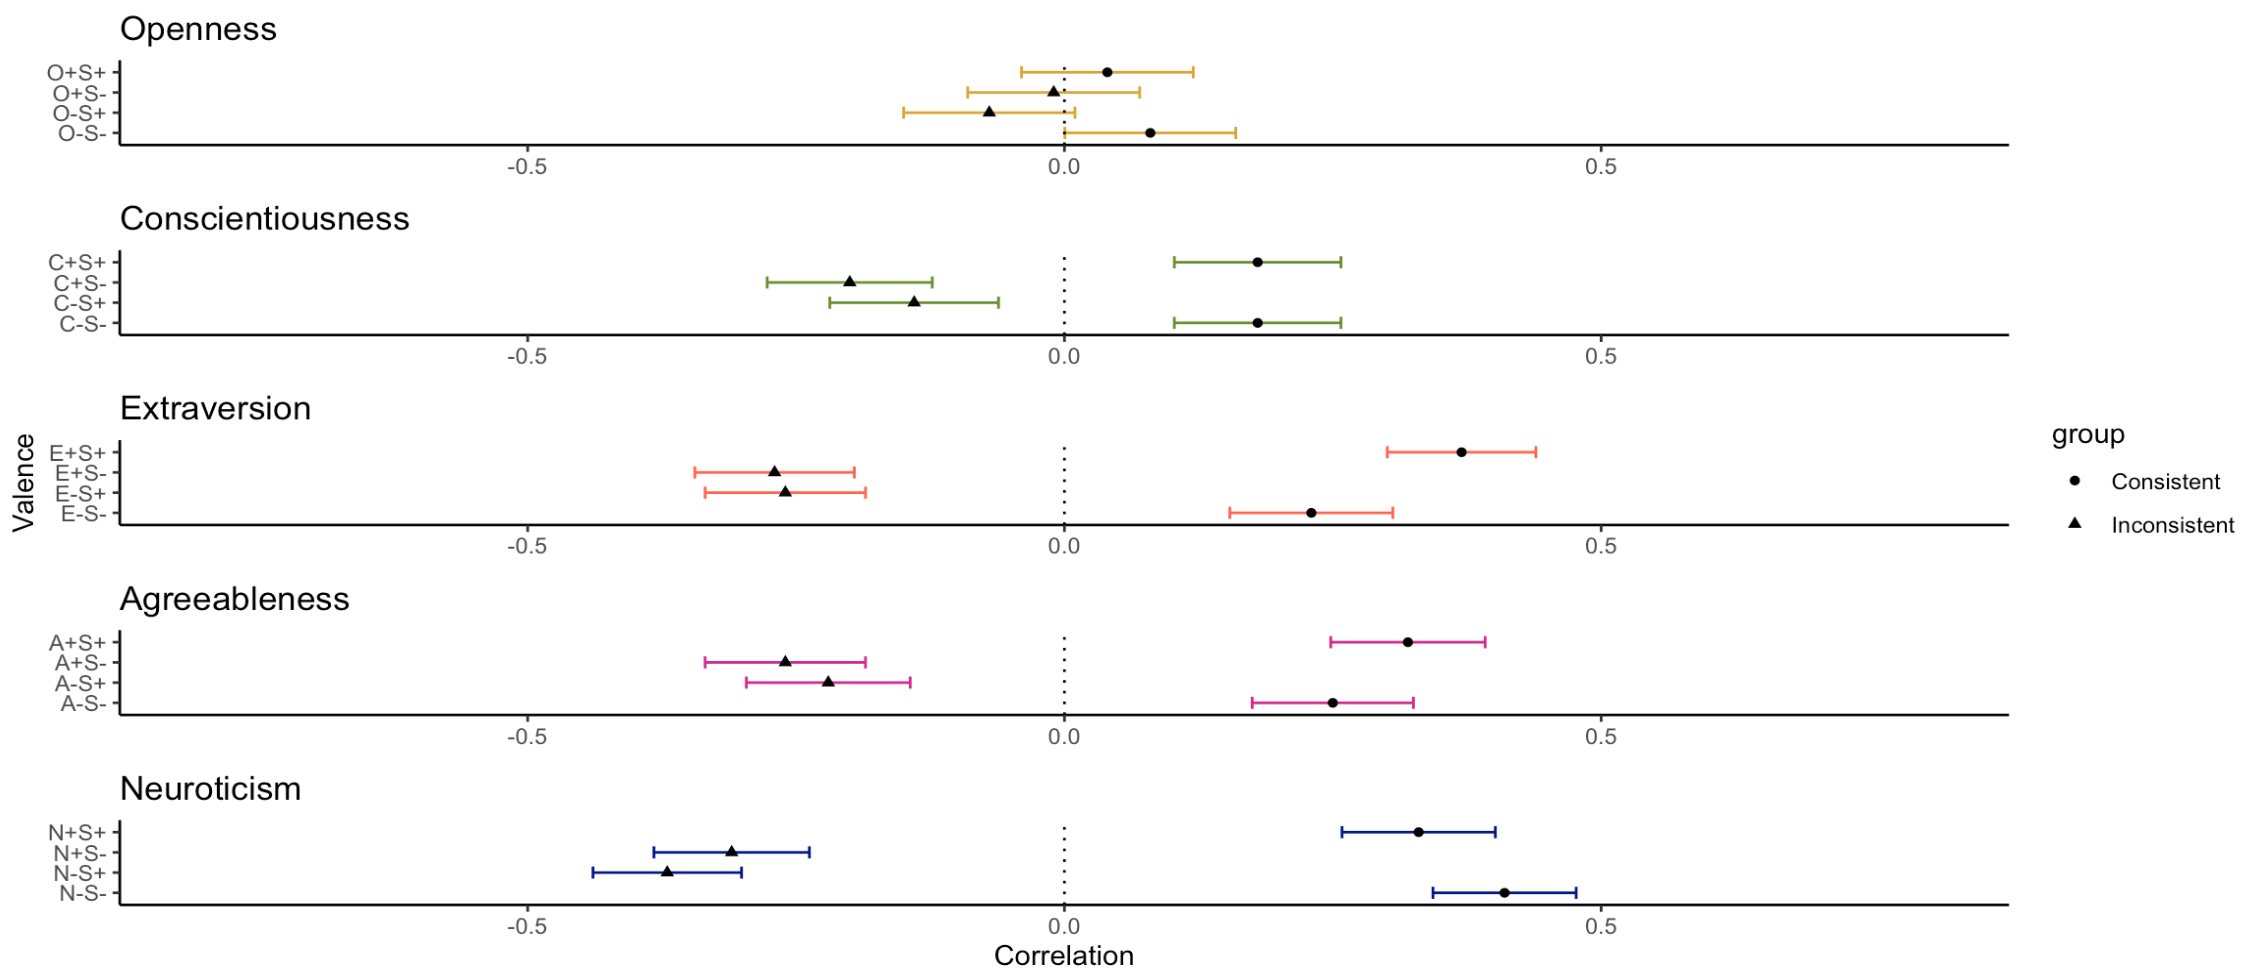 Openness
O+S+
O+S-
O-S+
O-S-
-0.5 0.0 0.5
Conscientiousness
C+S+
C+S-
C-S+
C-S-
-0.5 0.0 0.5
Extraversion
E+S+
E+S-
E-S+
E-S-
-0.5 0.0 0.5
Valence
Agreeableness
A+S+
A+S-
A-S+
A-S-
-0.5 0.0 0.5
Neuroticism
N+S+
N+S-
N-S+
N-S-
-0.5 0.0 0.5
Correlation
group
Consistent
Inconsistent